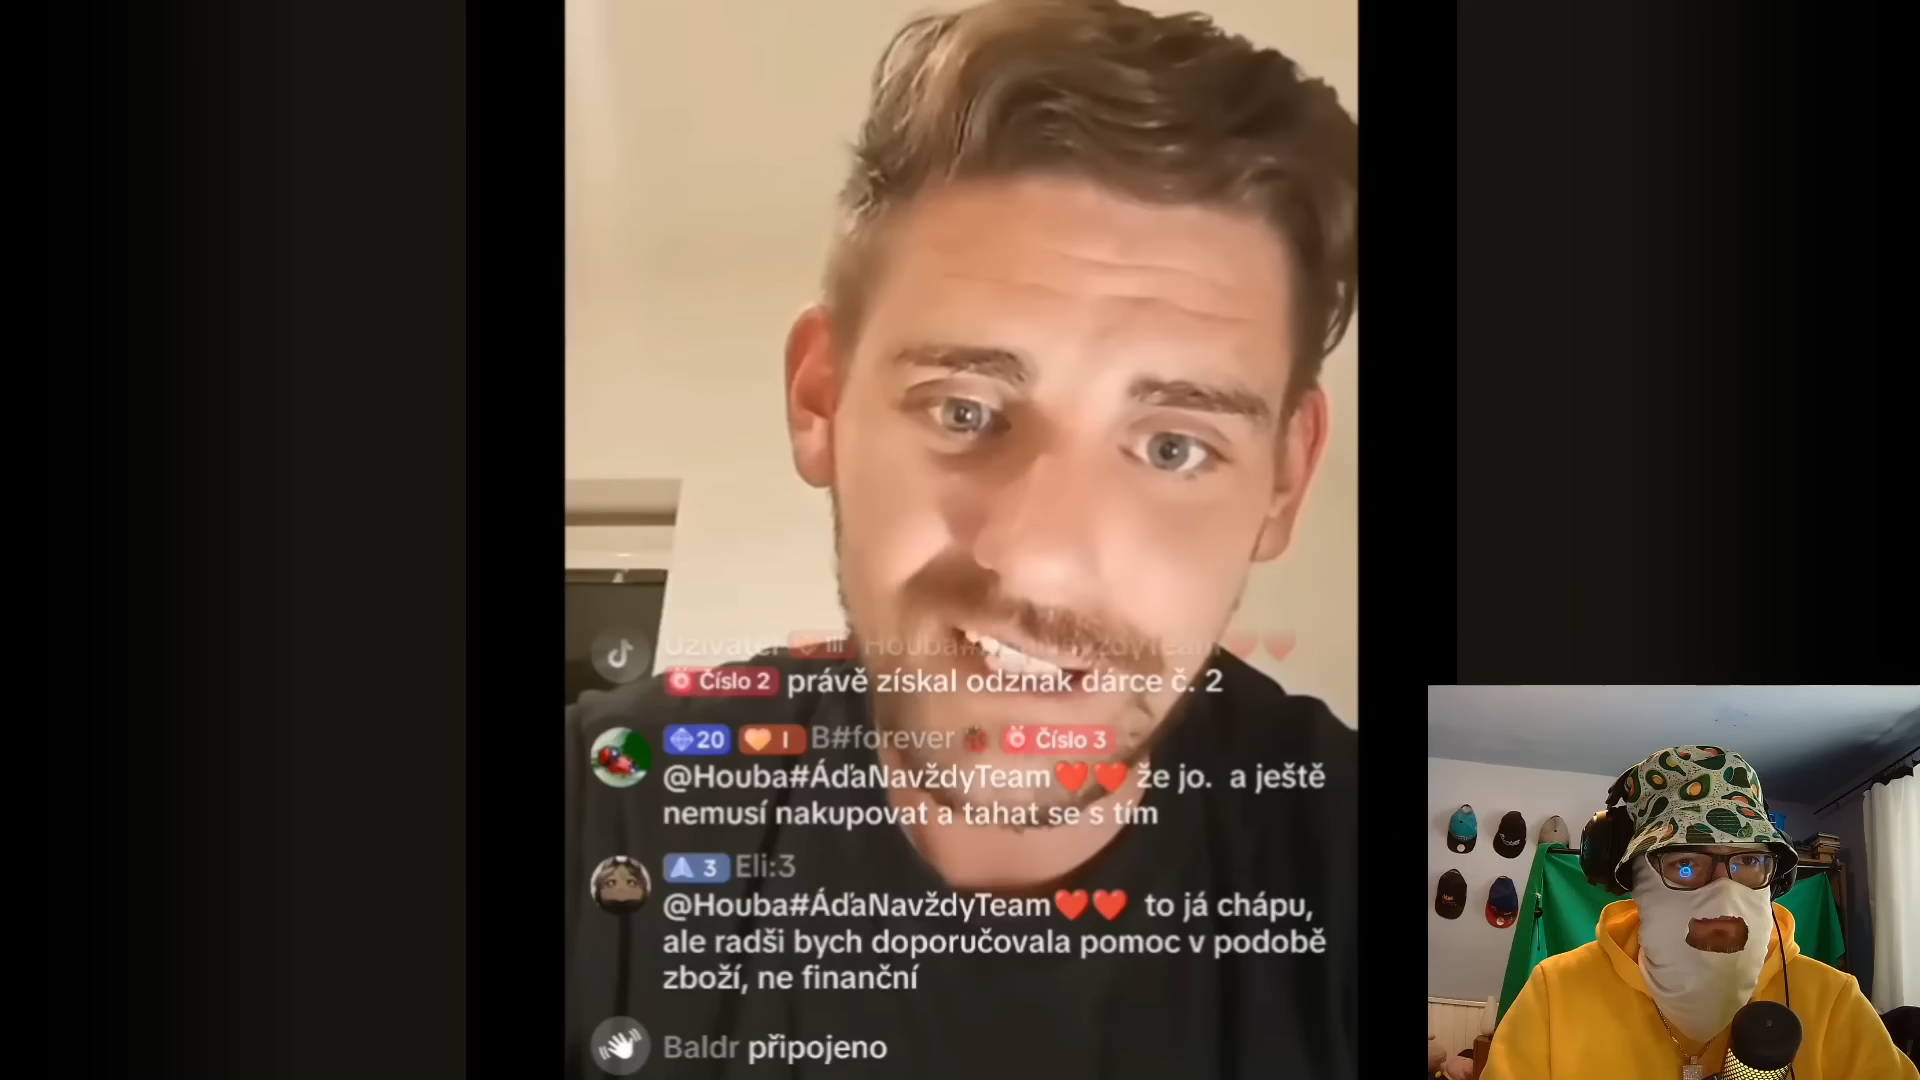 Číslo 2 právě získal odznak dárce č. 2
20 I B#forever Číslo 3
@Houba#ÁďaNavždyTeam že jo. a ještě
nemusí nakupovat a tahat se s tím
3 Eli:3
@Houba#ÁďaNavždyTeam to já chápu,
ale radši bych doporučovala pomoc v podobě
zboží, ne finanční
Baldr připojeno